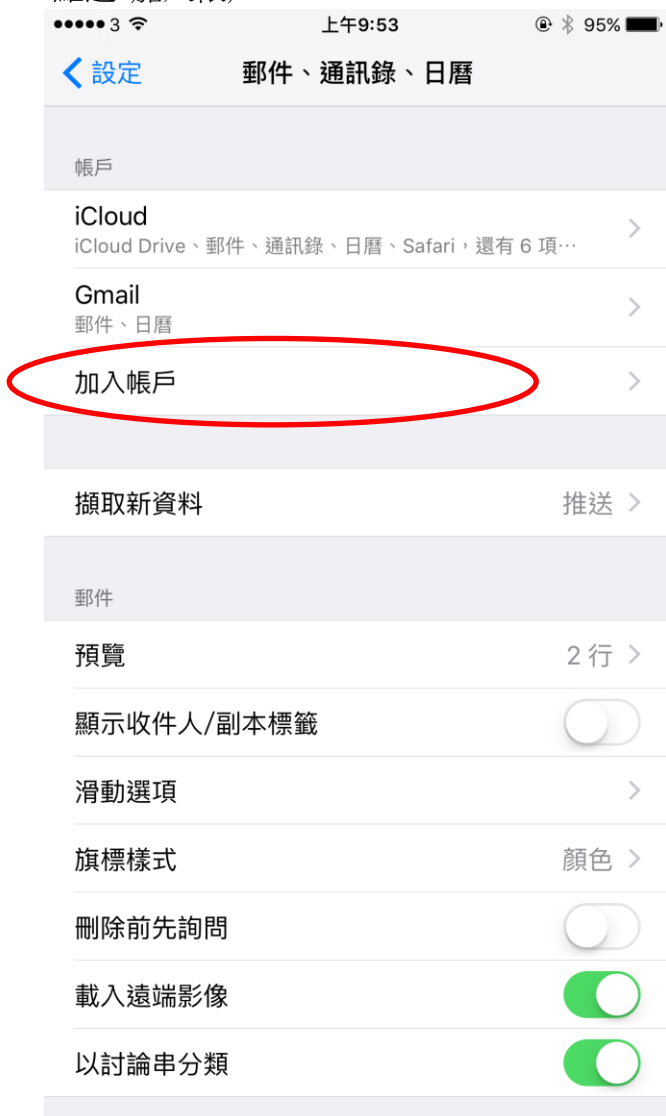 ●●●●● 3 上午9:53 95%
設定 郵件、通訊錄、日曆
帳戶
iCloud
iCloud Drive、郵件、通訊錄、日曆、Safari，還有 6 項…
Gmail
郵件、日曆
加入帳戶
擷取新資料 推送
郵件
預覽 2 行
顯示收件人/副本標籤
滑動選項
旗標樣式 顏色
刪除前先詢問
載入遠端影像
以討論串分類